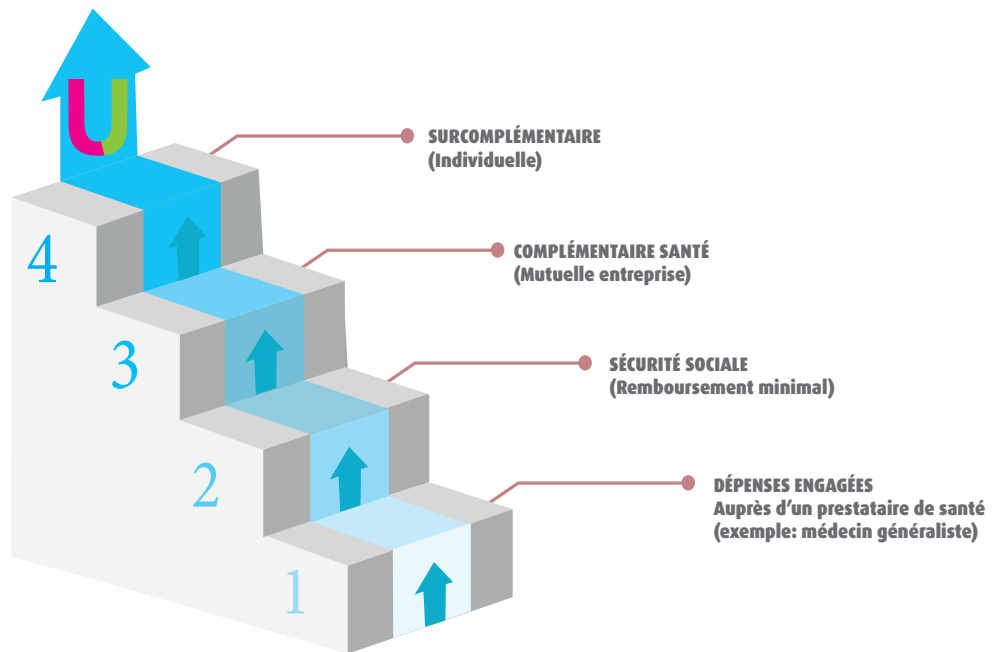 U
SURCOMPLÉMENTAIRE
(Individuelle)
4
COMPLÉMENTAIRE SANTÉ
(Mutuelle entreprise)
3
SÉCURITÉ SOCIALE
(Remboursement minimal)
2
DÉPENSES ENGAGÉES
Auprès d’un prestataire de santé
(exemple: médecin généraliste)
1